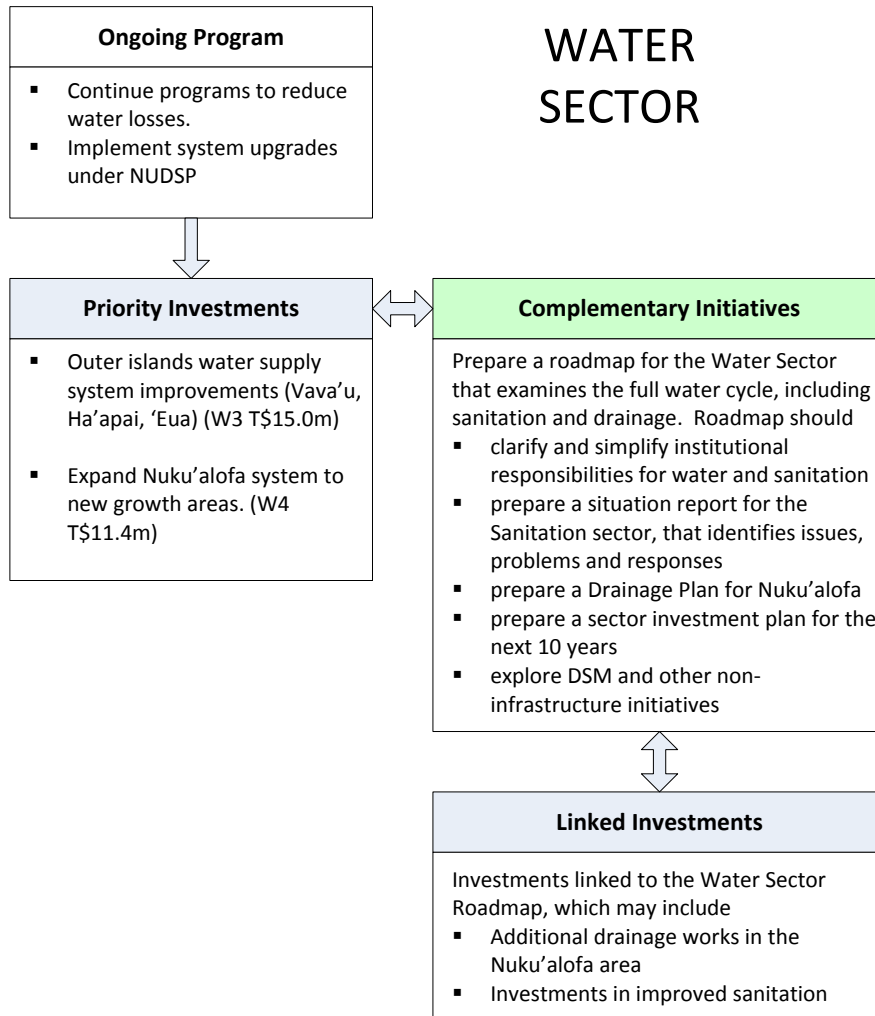 Ongoing Program
▪ Continue programs to reduce
water losses.
▪ Implement system upgrades
under NUDSP
WATER
SECTOR
Priority Investments
▪ Outer islands water supply
system improvements (Vava’u,
Ha’apai, ‘Eua) (W3 T$15.0m)
▪ Expand Nuku’alofa system to
new growth areas. (W4
T$11.4m)
Complementary Initiatives
Prepare a roadmap for the Water Sector
that examines the full water cycle, including
sanitation and drainage. Roadmap should
▪ clarify and simplify institutional
responsibilities for water and sanitation
▪ prepare a situation report for the
Sanitation sector, that identifies issues,
problems and responses
▪ prepare a Drainage Plan for Nuku’alofa
▪ prepare a sector investment plan for the
next 10 years
▪ explore DSM and other non-
infrastructure initiatives
Linked Investments
Investments linked to the Water Sector
Roadmap, which may include
▪ Additional drainage works in the
Nuku’alofa area
▪ Investments in improved sanitation